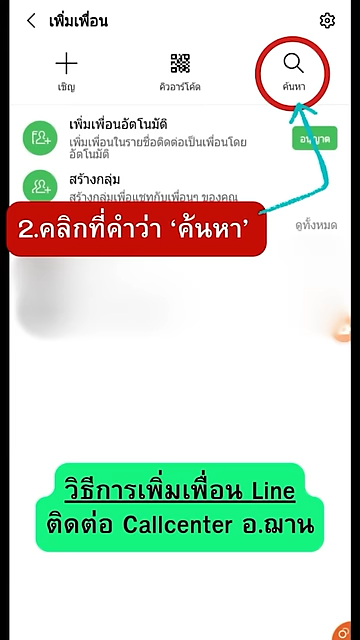 เพิ่มเพื่อน
เชิญ
คิวอาร์โค้ด
ค้นหา
เพิ่มเพื่อนอัตโนมัติ
เพิ่มเพื่อนในรายชื่อติดต่อเป็นเพื่อนโดย
อัตโนมัติ
อนุญาต
สร้างกลุ่ม
สร้างกลุ่มเพื่อแชทกับเพื่อนๆ ของคุณ
2.คลิกที่คำว่า ‘ค้นหา’
ดูทั้งหมด
วิธีการเพิ่มเพื่อน Line
ติดต่อ Callcenter อ.ฌาน